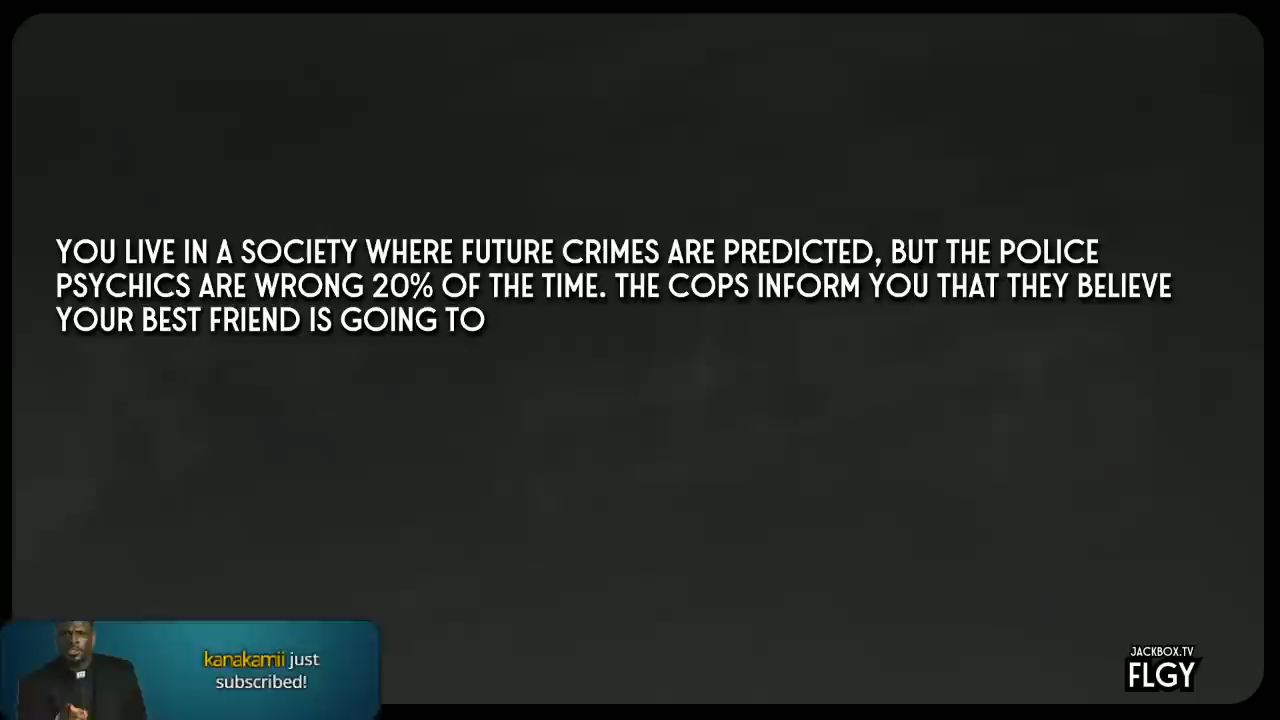 YOU LIVE IN A SOCIETY WHERE FUTURE CRIMES ARE PREDICTED, BUT THE POLICE
PSYCHICS ARE WRONG 20% OF THE TIME. THE COPS INFORM YOU THAT THEY BELIEVE
YOUR BEST FRIEND IS GOING TO
kanakamii just
subscribed!
JACKBOX.TV
FLGY